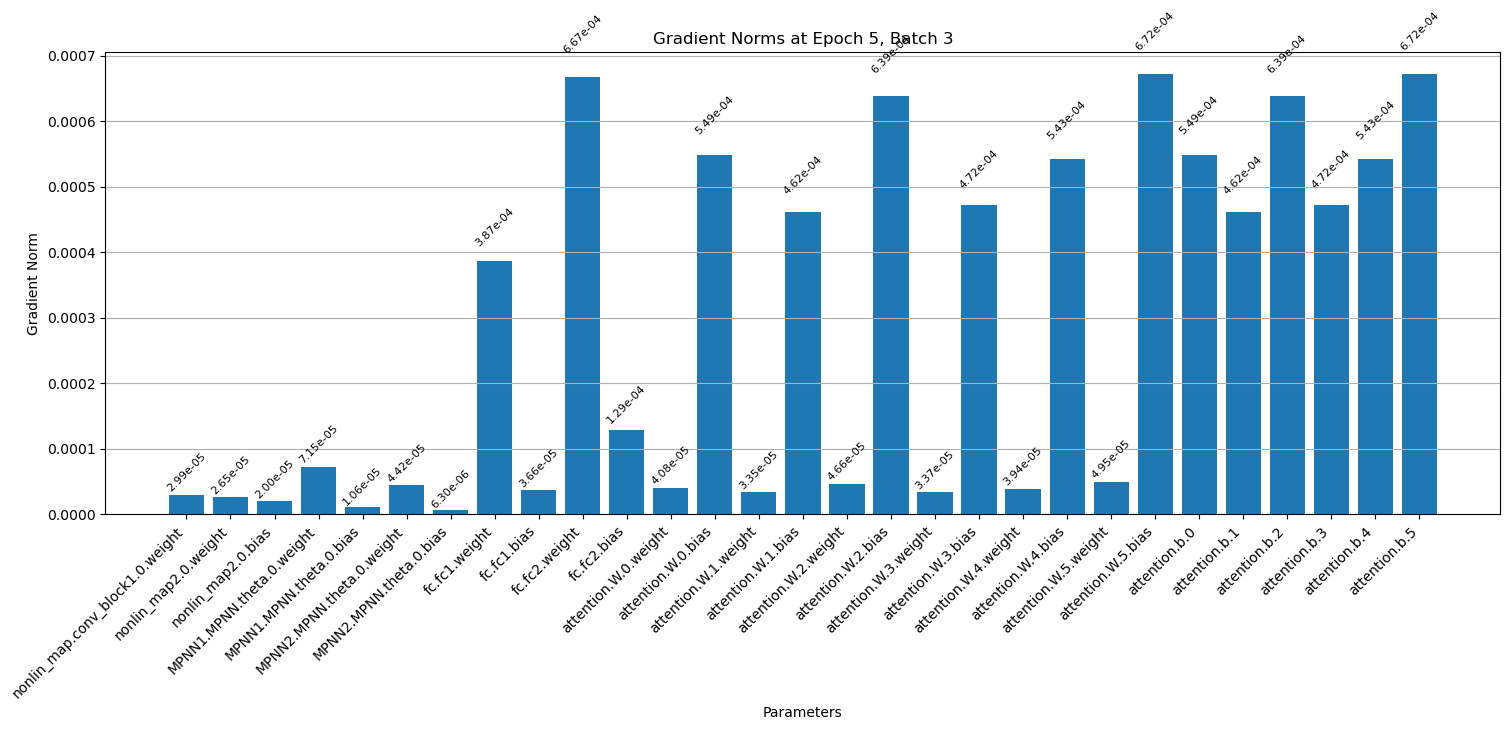 Gradient Norms at Epoch 5, Batch 3
Gradient Norm
0.0007
0.0006
0.0005
0.0004
0.0003
0.0002
0.0001
0.0000
2.99e-05
2.65e-05
2.00e-05
7.15e-05
1.06e-05
4.42e-05
6.30e-06
3.87e-04
3.66e-05
6.67e-04
1.29e-04
4.08e-05
5.49e-04
3.35e-05
4.62e-04
4.66e-05
6.39e-04
3.37e-05
4.72e-04
3.94e-05
5.43e-04
4.95e-05
6.72e-04
5.49e-04
4.62e-04
6.39e-04
4.72e-04
5.43e-04
6.72e-04
nonlin_map.conv_block1.0.weight
nonlin_map2.0.weight
nonlin_map2.0.bias
MPNN1.MPNN.theta.0.weight
MPNN1.MPNN.theta.0.bias
MPNN2.MPNN.theta.0.weight
MPNN2.MPNN.theta.0.bias
fc.fc1.weight
fc.fc1.bias
fc.fc2.weight
fc.fc2.bias
attention.W.0.weight
attention.W.0.bias
attention.W.1.weight
attention.W.1.bias
attention.W.2.weight
attention.W.2.bias
attention.W.3.weight
attention.W.3.bias
attention.W.4.weight
attention.W.4.bias
attention.W.5.weight
attention.W.5.bias
attention.b.0
attention.b.1
attention.b.2
attention.b.3
attention.b.4
attention.b.5
Parameters